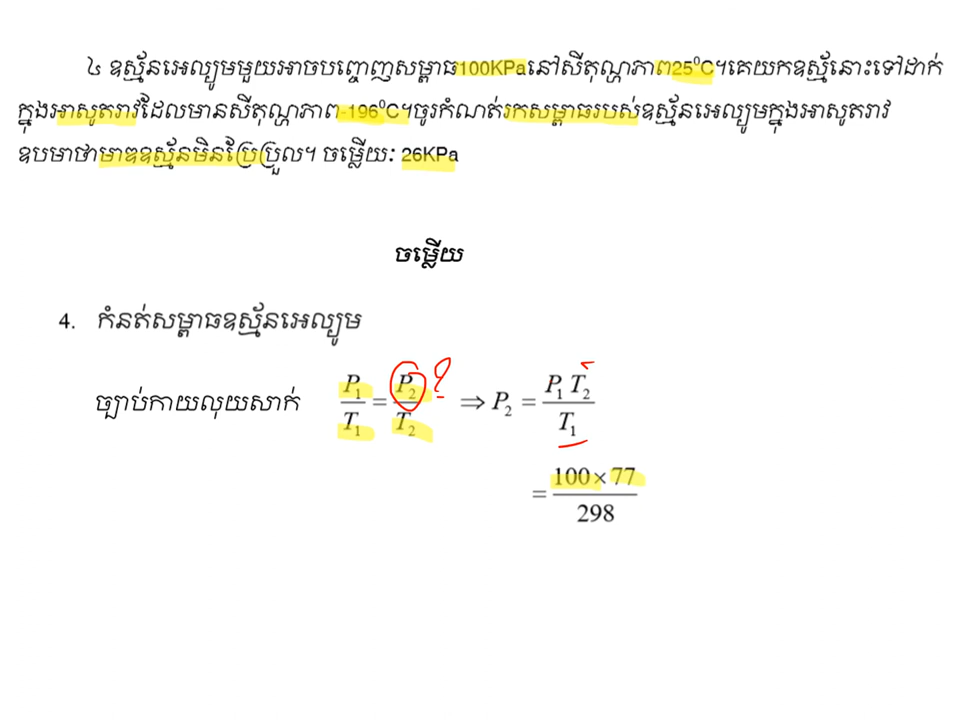 ៤ ឧស្ម័នអេល្យូមមួយអាចបញ្ចេញសម្ពាធ100KPaនៅសីតុណ្ហភាព25⁰C។គេយកឧស្ម័នោះទៅដាក់
ក្នុងអាសូតរាវដែលមានសីតុណ្ហភាព-196⁰C។ចូរកំណត់រកសម្ពាធរបស់ឧស្ម័នអេល្យូមក្នុងអាសូតរាវ
ឧបមាថាមាឌឧស្ម័នមិនប្រែប្រួល។ ចម្លើយ: 26KPa
ចម្លើយ
4. កំនត់សម្ពាធឧស្ម័នអេល្យូម
ច្បាប់កាយលុយសាក់ P₁/T₁ = P₂/T₂ ? ⇒ P₂ = P₁ T₂/T₁
= 100 × 77/298